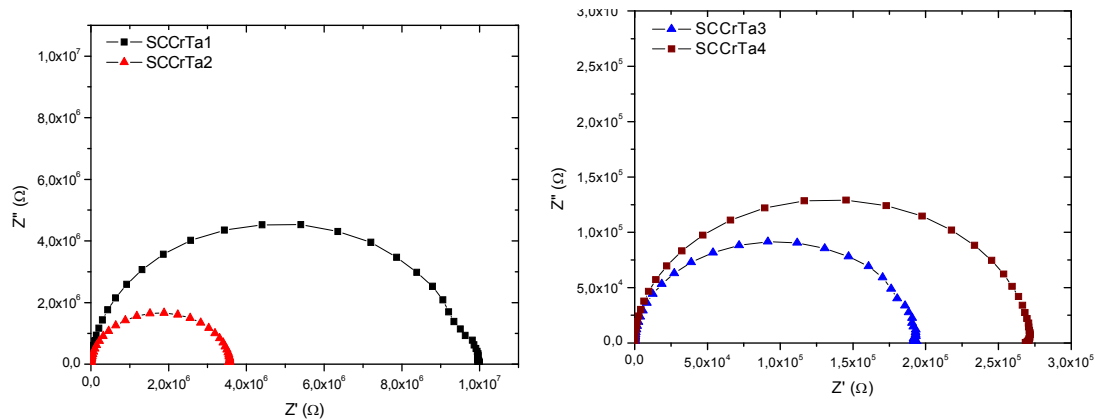 SCCrTa1
SCCrTa2
1,0x10⁷
8,0x10⁶
6,0x10⁶
4,0x10⁶
2,0x10⁶
0,0
Z'' (Ω)
0,0 2,0x10⁶ 4,0x10⁶ 6,0x10⁶ 8,0x10⁶ 1,0x10⁷
Z' (Ω)
SCCrTa3
SCCrTa4
2,5x10⁵
2,0x10⁵
1,5x10⁵
1,0x10⁵
5,0x10⁴
0,0
Z'' (Ω)
0,0 5,0x10⁴ 1,0x10⁵ 1,5x10⁵ 2,0x10⁵ 2,5x10⁵ 3,0x10⁵
Z' (Ω)